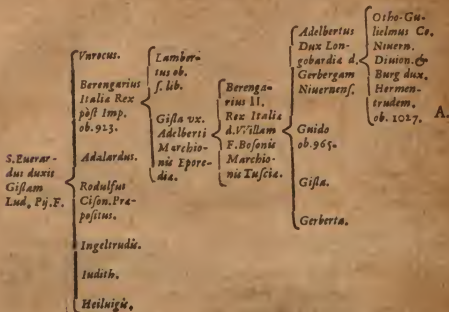 S. Euerar-
dus duxit
Gislam
Lud. Pij. F.
Vnrocus.
Berengarius
Italiæ Rex
pòst Imp.
ob. 923.
Adalardus.
Rodulfus
Cison. Præ-
positus.
Ingeltrudis.
Iudith.
Heiluigis.
Lamber-
tus ob.
s. lib.
Gisla vx.
Adelberti
Marchio-
nis Epore-
diæ.
Berenga-
rius II.
Rex Italiæ
d. Willam
F. Bosonis
Marchio-
nis Tusciæ.
Adelbertus
Dux Lon-
gobardiæ d.
Gerbergam
Niuernens.
Guido
ob. 965.
Gisla.
Gerberta.
Otho-Gu-
lielmus Co.
Niuern.
Diuion. &
Burg dux.
Hermen-
trudem.
ob. 1027.
A.